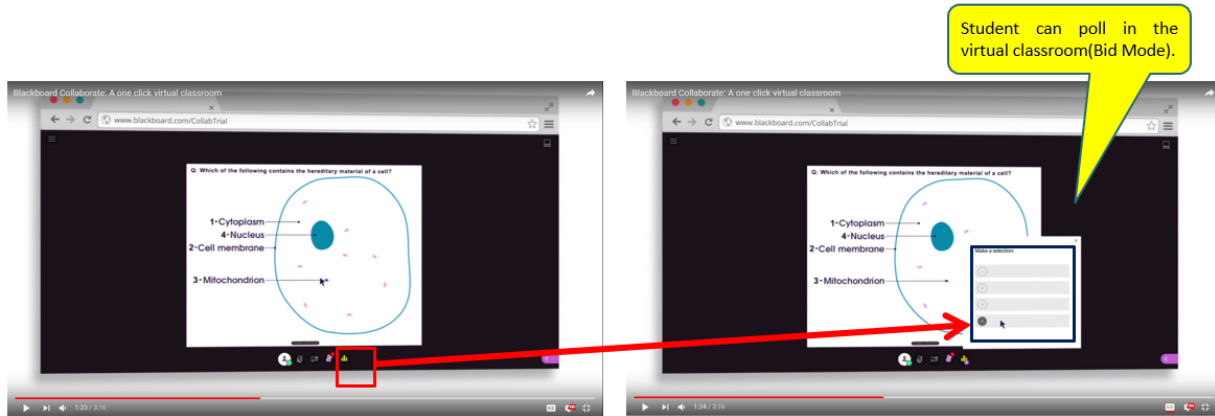 Student can poll in the
virtual classroom(Bid Mode).
Blackboard Collaborate: A one click virtual classroom
www.blackboard.com/CollabTrial
Q: Which of the following contains the hereditary material of a cell?
1-Cytoplasm
4-Nucleus
2-Cell membrane
3-Mitochondrion
1:23 / 3:16
Blackboard Collaborate: A one click virtual classroom
www.blackboard.com/CollabTrial
Q: Which of the following contains the hereditary material of a cell?
1-Cytoplasm
4-Nucleus
2-Cell membrane
3-Mitochondrion
Make a selection:
1:24 / 3:16